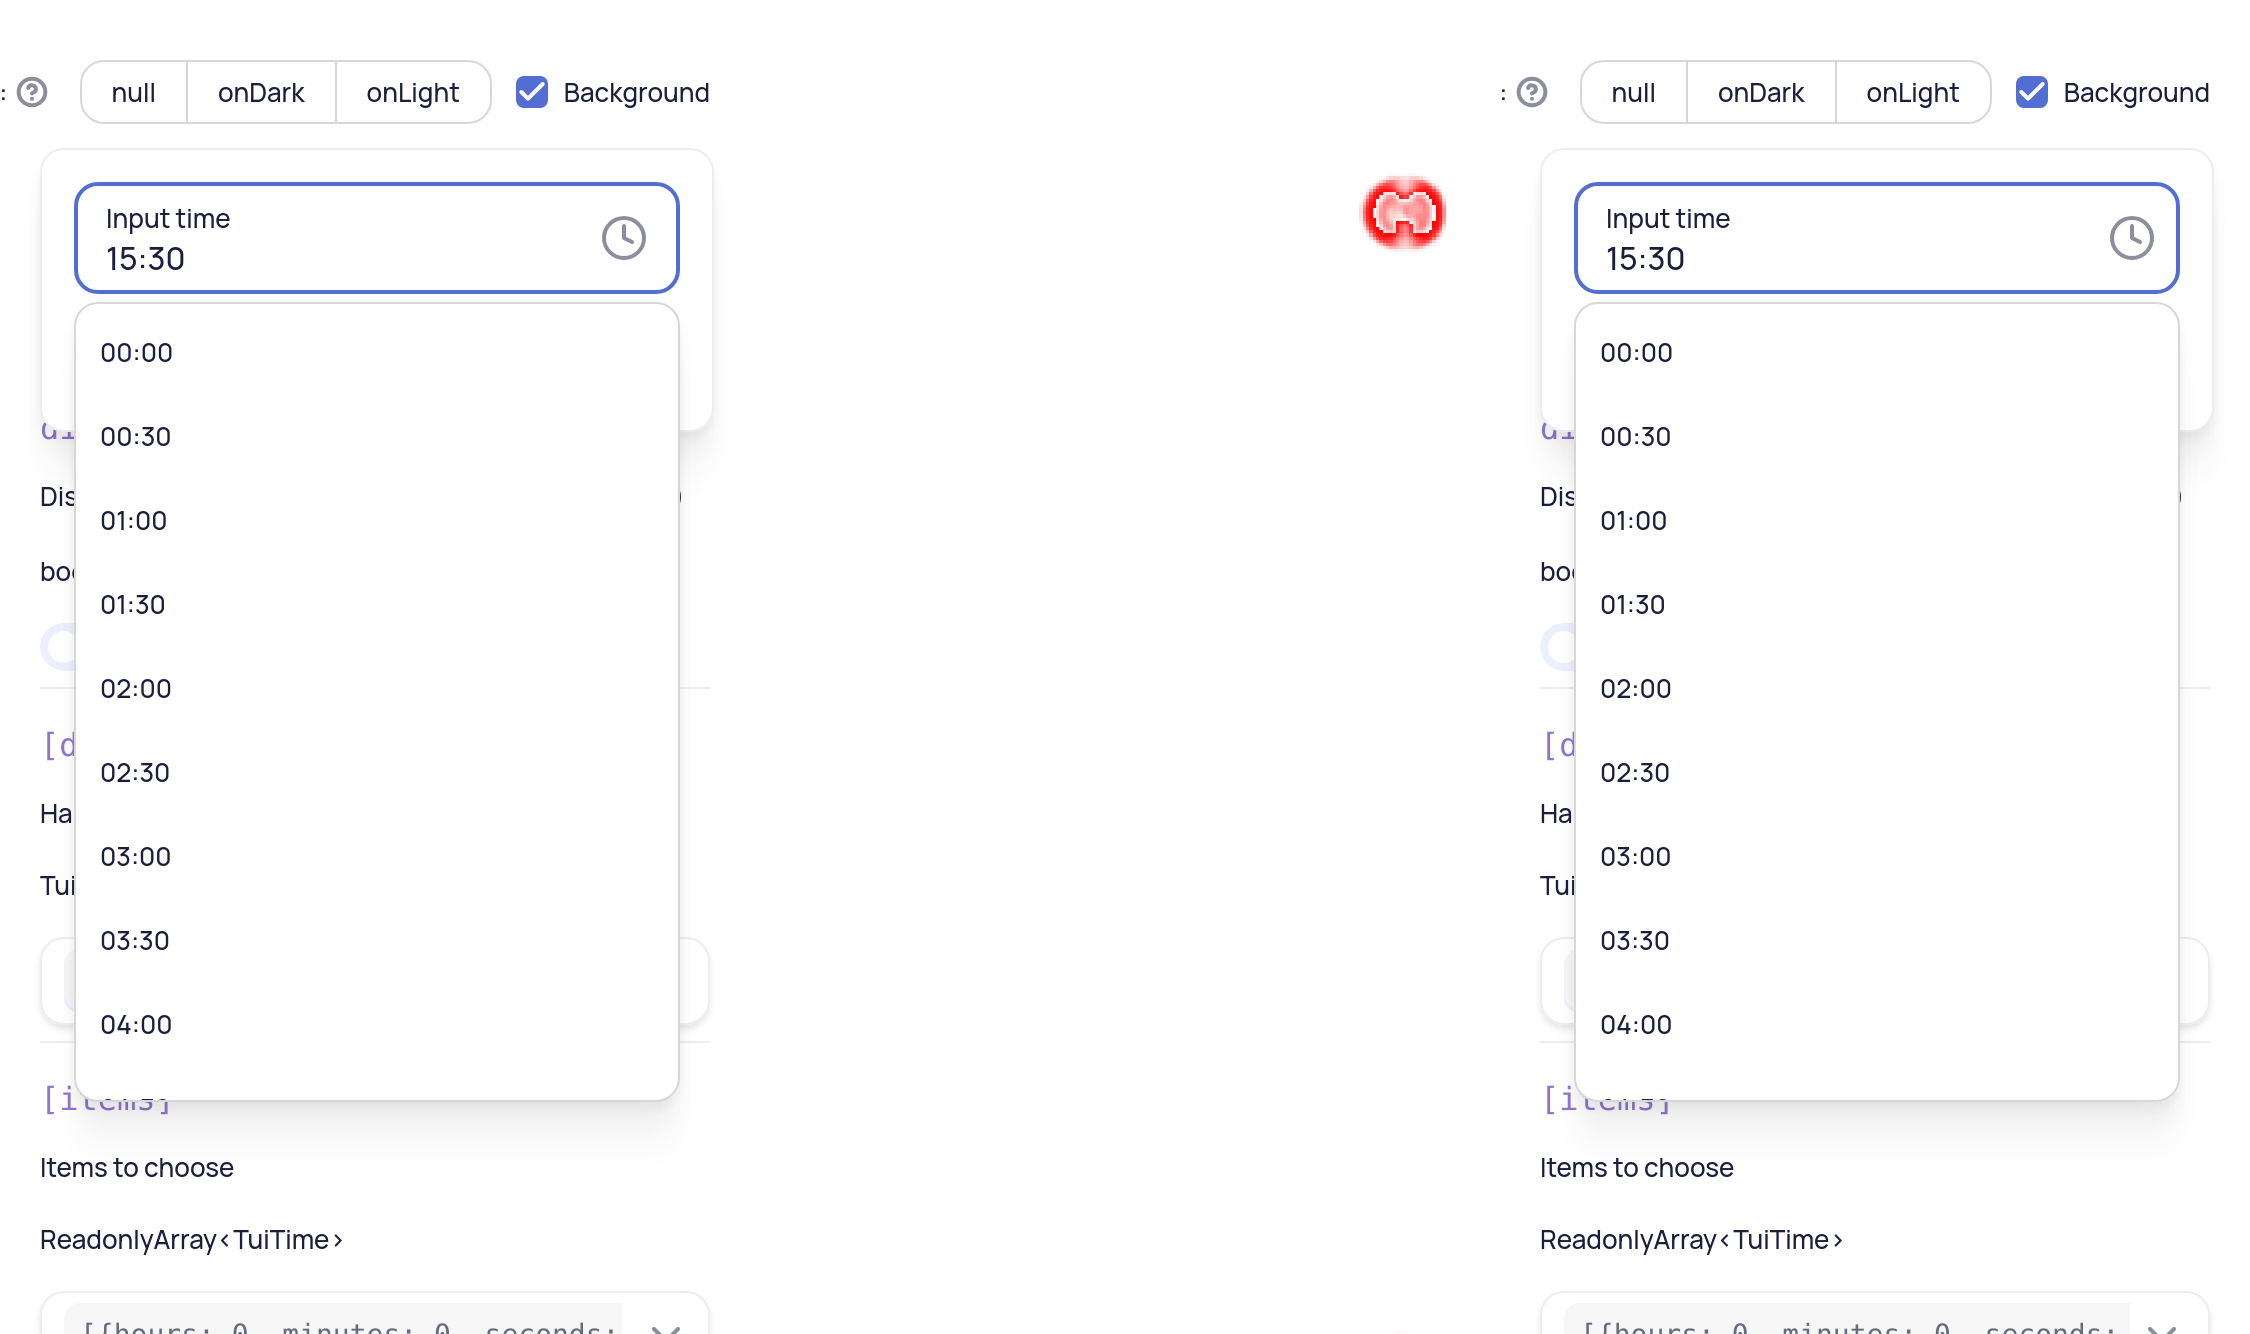 : null onDark onLight Background
Input time
15:30
00:00
00:30
01:00
01:30
02:00
02:30
03:00
03:30
04:00
Dis
Ha
Tui
[items]
Items to choose
ReadonlyArray<TuiTime>
[{hours: 0, minutes: 0, seconds:
: null onDark onLight Background
Input time
15:30
00:00
00:30
01:00
01:30
02:00
02:30
03:00
03:30
04:00
Dis
Ha
Tui
[items]
Items to choose
ReadonlyArray<TuiTime>
[{hours: 0, minutes: 0, seconds: